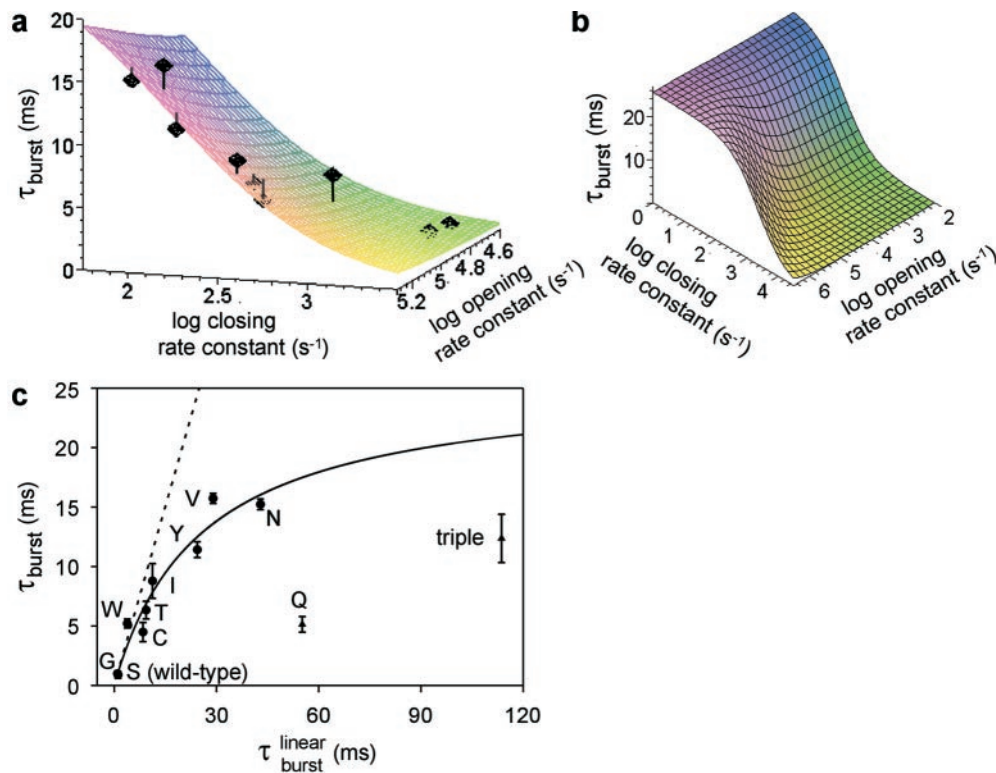 a
20
15
10
5
0
τburst (ms)
2
2.5
3
5.2
5
4.8
4.6
log closing
rate constant (s-1)
log opening
rate constant (s-1)
b
20
10
0
τburst (ms)
0
1
2
3
4
6
5
4
3
2
log closing
rate constant (s-1)
log opening
rate constant (s-1)
c
25
20
15
10
5
0
τburst (ms)
V
N
Y
triple
I
W
T
Q
C
G
S (wild-type)
0 30 60 90 120
τ linear burst (ms)